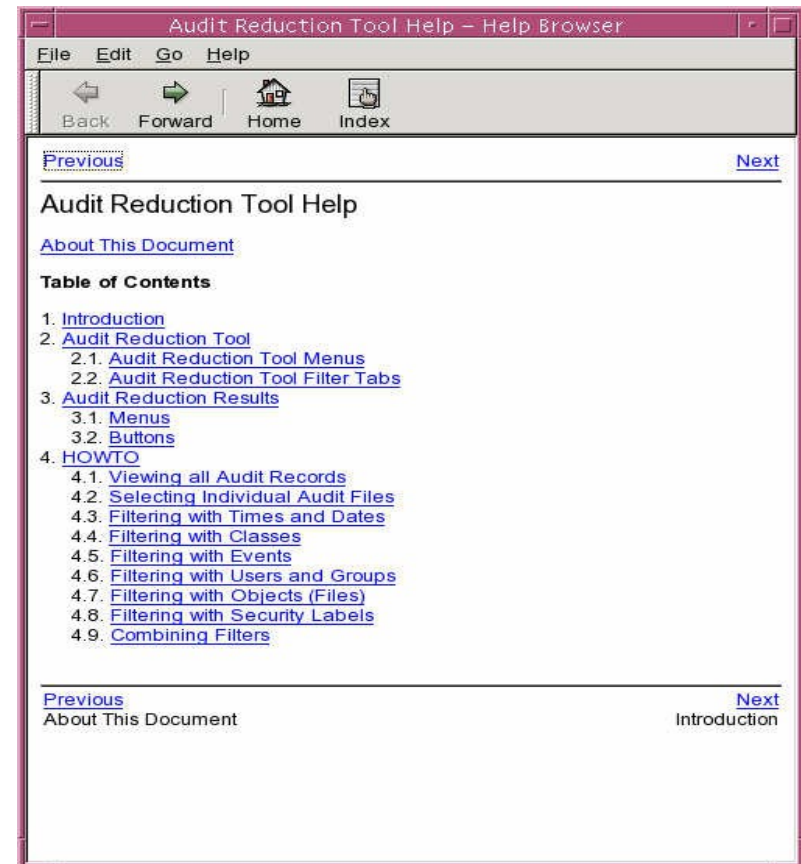 Audit Reduction Tool Help – Help Browser
File Edit Go Help
Back Forward Home Index
Previous Next
Audit Reduction Tool Help
About This Document
Table of Contents
1. Introduction
2. Audit Reduction Tool
2.1. Audit Reduction Tool Menus
2.2. Audit Reduction Tool Filter Tabs
3. Audit Reduction Results
3.1. Menus
3.2. Buttons
4. HOWTO
4.1. Viewing all Audit Records
4.2. Selecting Individual Audit Files
4.3. Filtering with Times and Dates
4.4. Filtering with Classes
4.5. Filtering with Events
4.6. Filtering with Users and Groups
4.7. Filtering with Objects (Files)
4.8. Filtering with Security Labels
4.9. Combining Filters
Previous Next
About This Document Introduction